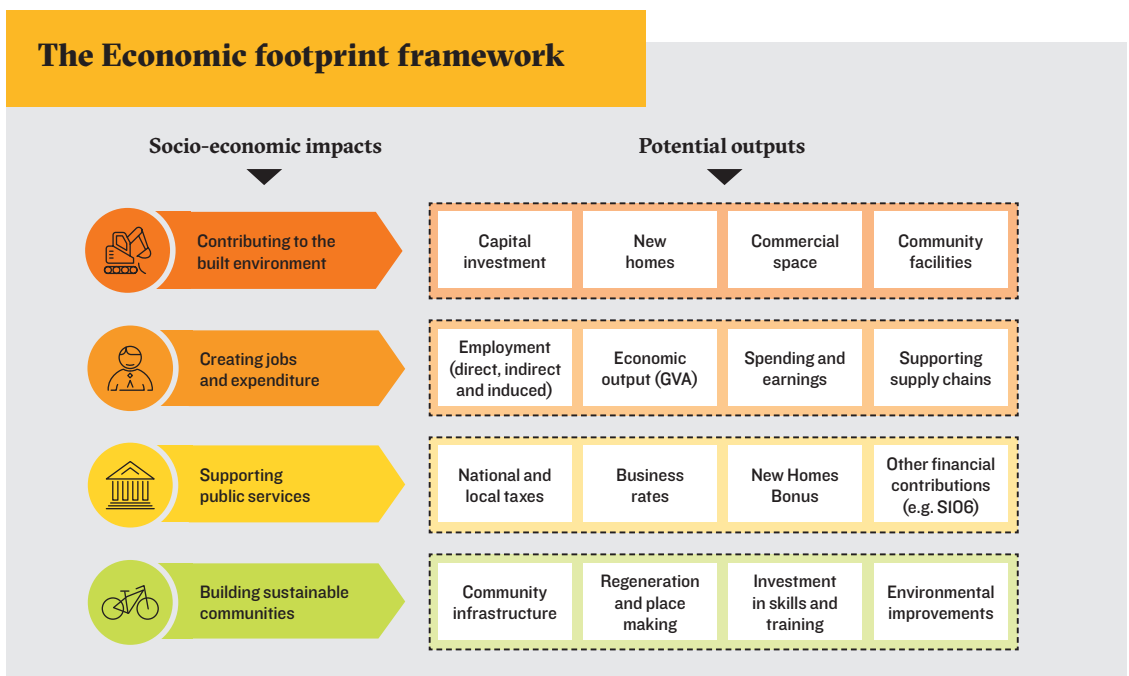 The Economic footprint framework
Socio-economic impacts
Potential outputs
Contributing to the
built environment
Capital
investment
New
homes
Commercial
space
Community
facilities
Creating jobs
and expenditure
Employment
(direct, indirect
and induced)
Economic
output (GVA)
Spending and
earnings
Supporting
supply chains
Supporting
public services
National and
local taxes
Business
rates
New Homes
Bonus
Other financial
contributions
(e.g. S106)
Building sustainable
communities
Community
infrastructure
Regeneration
and place
making
Investment
in skills and
training
Environmental
improvements